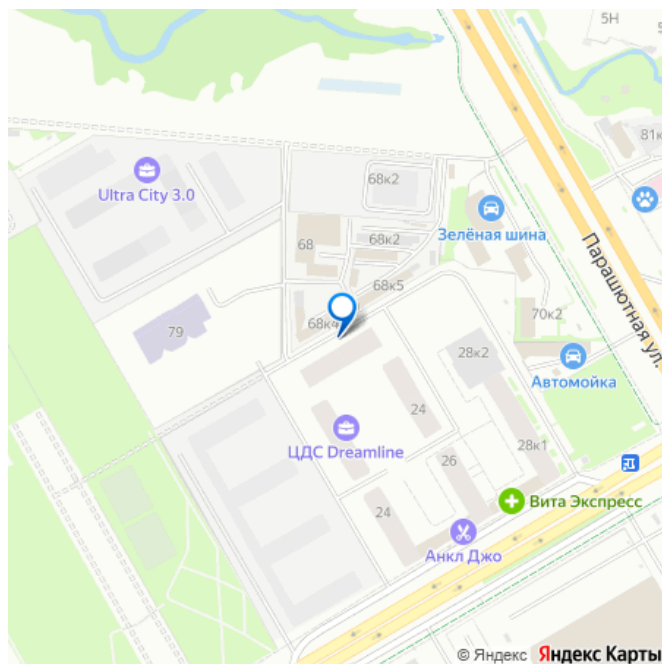 5Н
81к
Ultra City 3.0
68к2
Зелёная шина
68
68к2
68к5
Парашютная ул.
68к4
79
70к2
28к2
Автомойка
24
ЦДС Dreamline
28к1
26
Вита Экспресс
24
Анкл Джо
© Яндекс Яндекс Карты